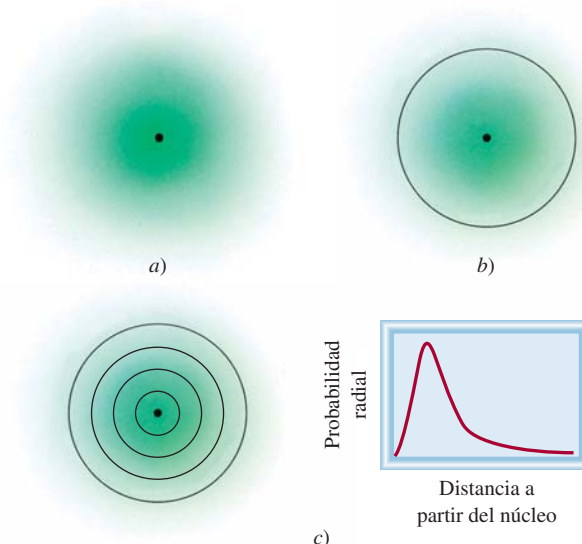 a)
b)
Probabilidad
radial
Distancia a
partir del núcleo
c)